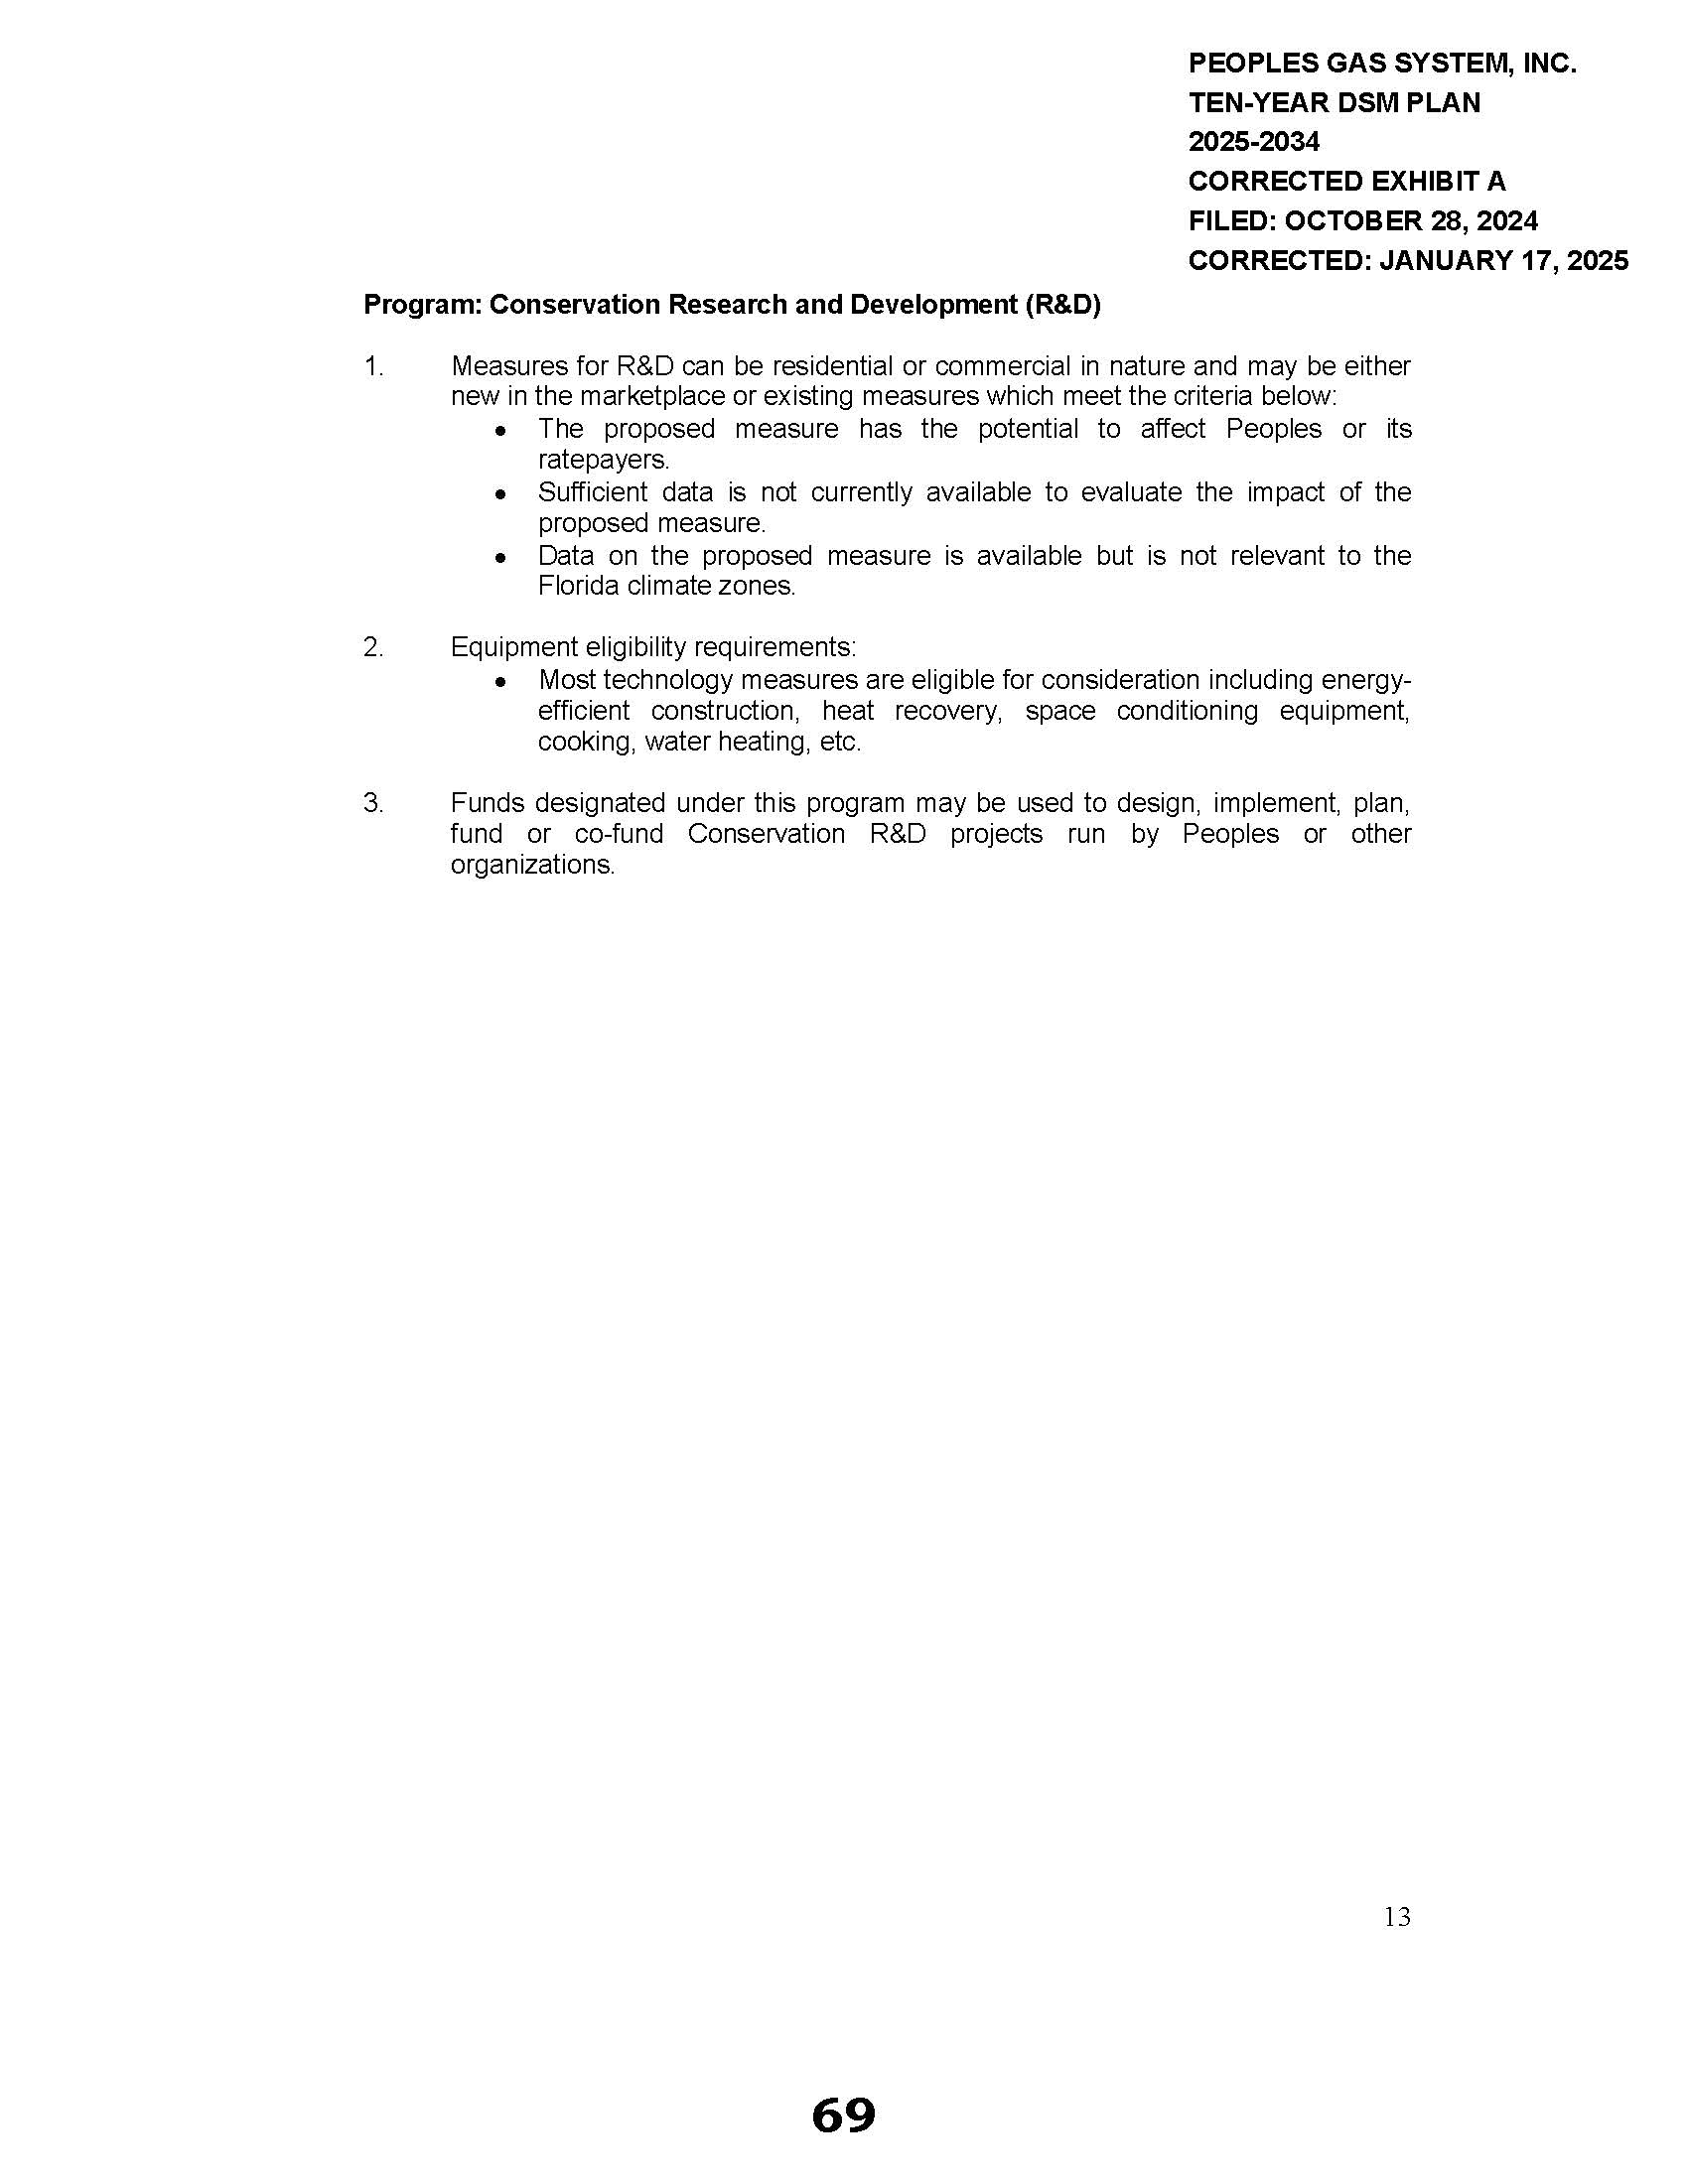 PEOPLES GAS SYSTEM, INC.
TEN-YEAR DSM PLAN
2025-2034
CORRECTED EXHIBIT A
FILED: OCTOBER 28, 2024
CORRECTED: JANUARY 17, 2025
Program: Conservation Research and Development (R&D)
1. Measures for R&D can be residential or commercial in nature and may be either
new in the marketplace or existing measures which meet the criteria below:
• The proposed measure has the potential to affect Peoples or its
ratepayers.
• Sufficient data is not currently available to evaluate the impact of the
proposed measure.
• Data on the proposed measure is available but is not relevant to the
Florida climate zones.
2. Equipment eligibility requirements:
• Most technology measures are eligible for consideration including energy-
efficient construction, heat recovery, space conditioning equipment,
cooking, water heating, etc.
3. Funds designated under this program may be used to design, implement, plan,
fund or co-fund Conservation R&D projects run by Peoples or other
organizations.
13
69